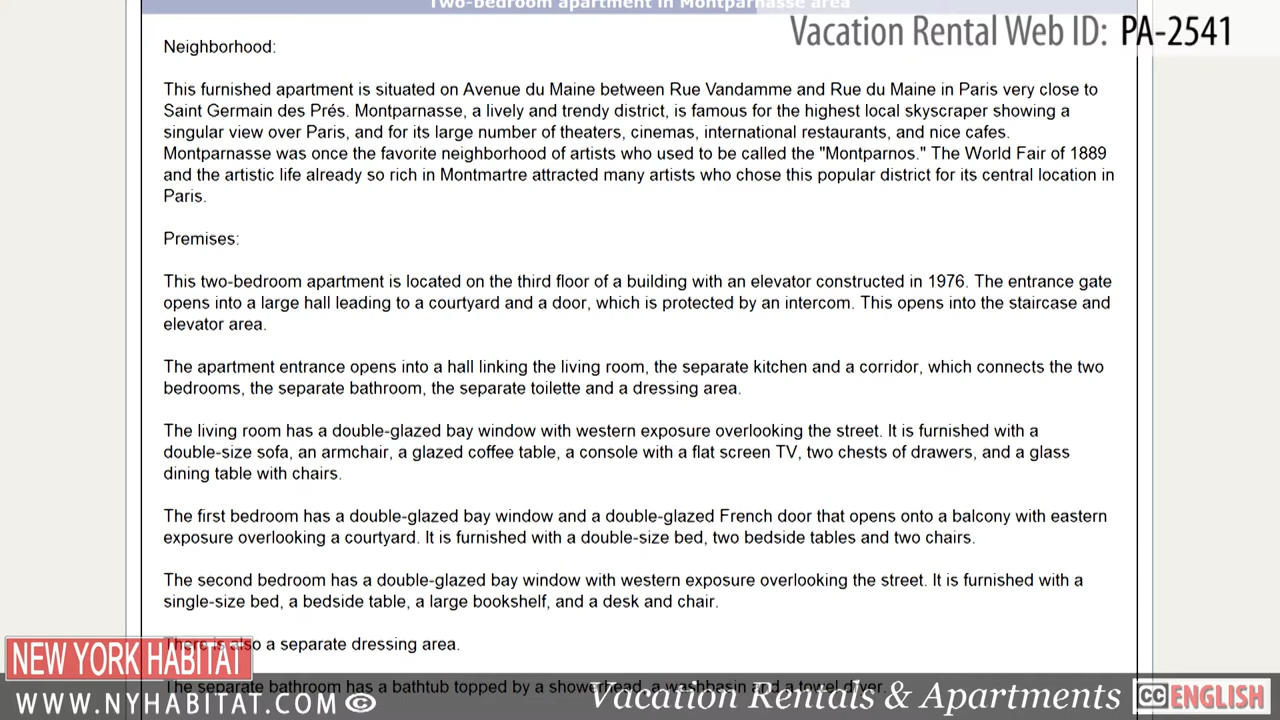 Two-bedroom apartment in Montparnasse area
Vacation Rental Web ID: PA-2541
Neighborhood:
This furnished apartment is situated on Avenue du Maine between Rue Vandamme and Rue du Maine in Paris very close to
Saint Germain des Prés. Montparnasse, a lively and trendy district, is famous for the highest local skyscraper showing a
singular view over Paris, and for its large number of theaters, cinemas, international restaurants, and nice cafes.
Montparnasse was once the favorite neighborhood of artists who used to be called the "Montparnos." The World Fair of 1889
and the artistic life already so rich in Montmartre attracted many artists who chose this popular district for its central location in
Paris.
Premises:
This two-bedroom apartment is located on the third floor of a building with an elevator constructed in 1976. The entrance gate
opens into a large hall leading to a courtyard and a door, which is protected by an intercom. This opens into the staircase and
elevator area.
The apartment entrance opens into a hall linking the living room, the separate kitchen and a corridor, which connects the two
bedrooms, the separate bathroom, the separate toilette and a dressing area.
The living room has a double-glazed bay window with western exposure overlooking the street. It is furnished with a
double-size sofa, an armchair, a glazed coffee table, a console with a flat screen TV, two chests of drawers, and a glass
dining table with chairs.
The first bedroom has a double-glazed bay window and a double-glazed French door that opens onto a balcony with eastern
exposure overlooking a courtyard. It is furnished with a double-size bed, two bedside tables and two chairs.
The second bedroom has a double-glazed bay window with western exposure overlooking the street. It is furnished with a
single-size bed, a bedside table, a large bookshelf, and a desk and chair.
There is also a separate dressing area.
NEW YORK HABITAT
The separate bathroom has a bathtub topped by a showerhead, a washbasin and a towel dryer.
WWW.NYHABITAT.COM ©
Vacation Rentals & Apartments
CC ENGLISH